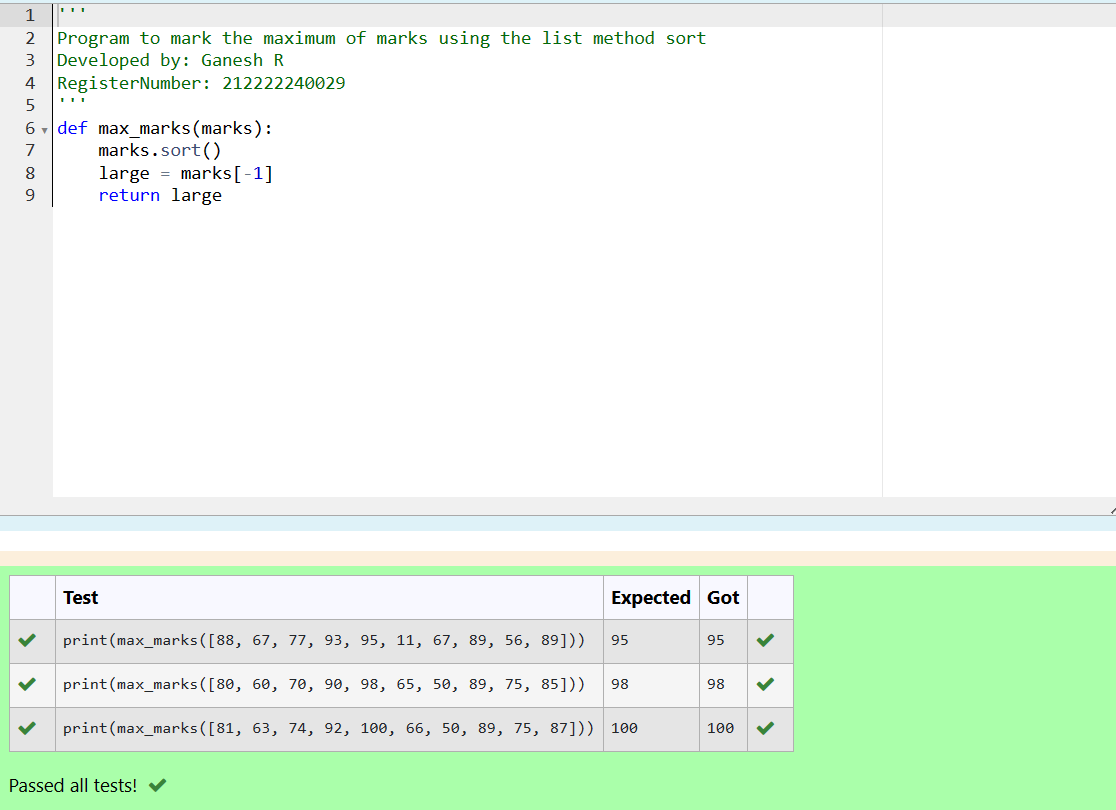 1 '''
2 Program to mark the maximum of marks using the list method sort
3 Developed by: Ganesh R
4 RegisterNumber: 212222240029
5 '''
6 def max_marks(marks):
7     marks.sort()
8     large = marks[-1]
9     return large
Test Expected Got
print(max_marks([88, 67, 77, 93, 95, 11, 67, 89, 56, 89])) 95 95
print(max_marks([80, 60, 70, 90, 98, 65, 50, 89, 75, 85])) 98 98
print(max_marks([81, 63, 74, 92, 100, 66, 50, 89, 75, 87])) 100 100
Passed all tests!